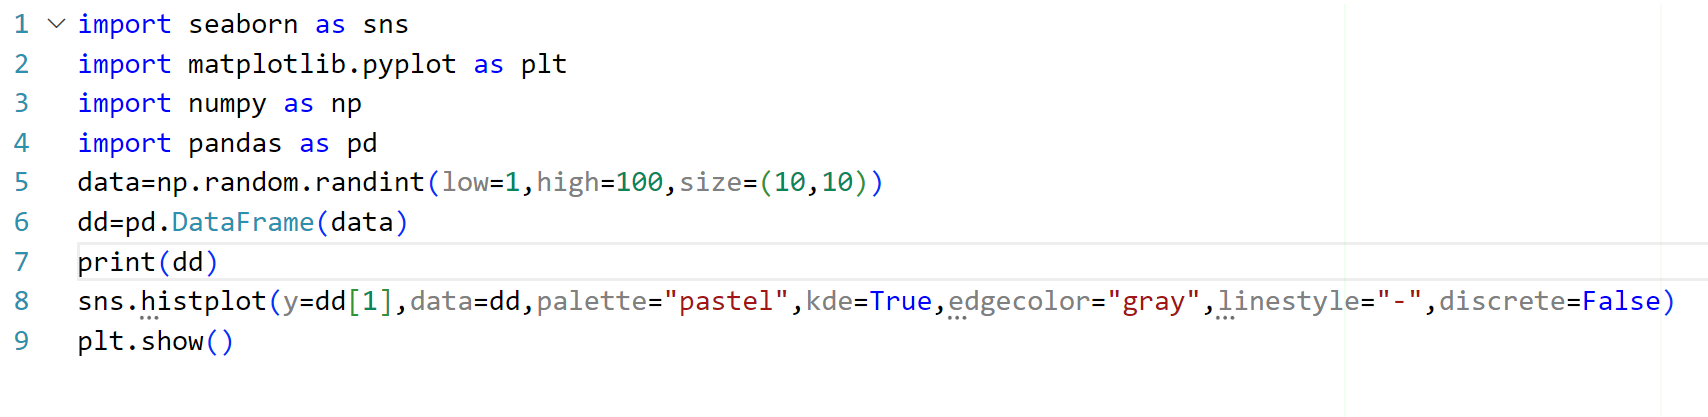 1 import seaborn as sns
2 import matplotlib.pyplot as plt
3 import numpy as np
4 import pandas as pd
5 data=np.random.randint(low=1,high=100,size=(10,10))
6 dd=pd.DataFrame(data)
7 print(dd)
8 sns.histplot(y=dd[1],data=dd,palette="pastel",kde=True,edgecolor="gray",linestyle="-",discrete=False)
9 plt.show()